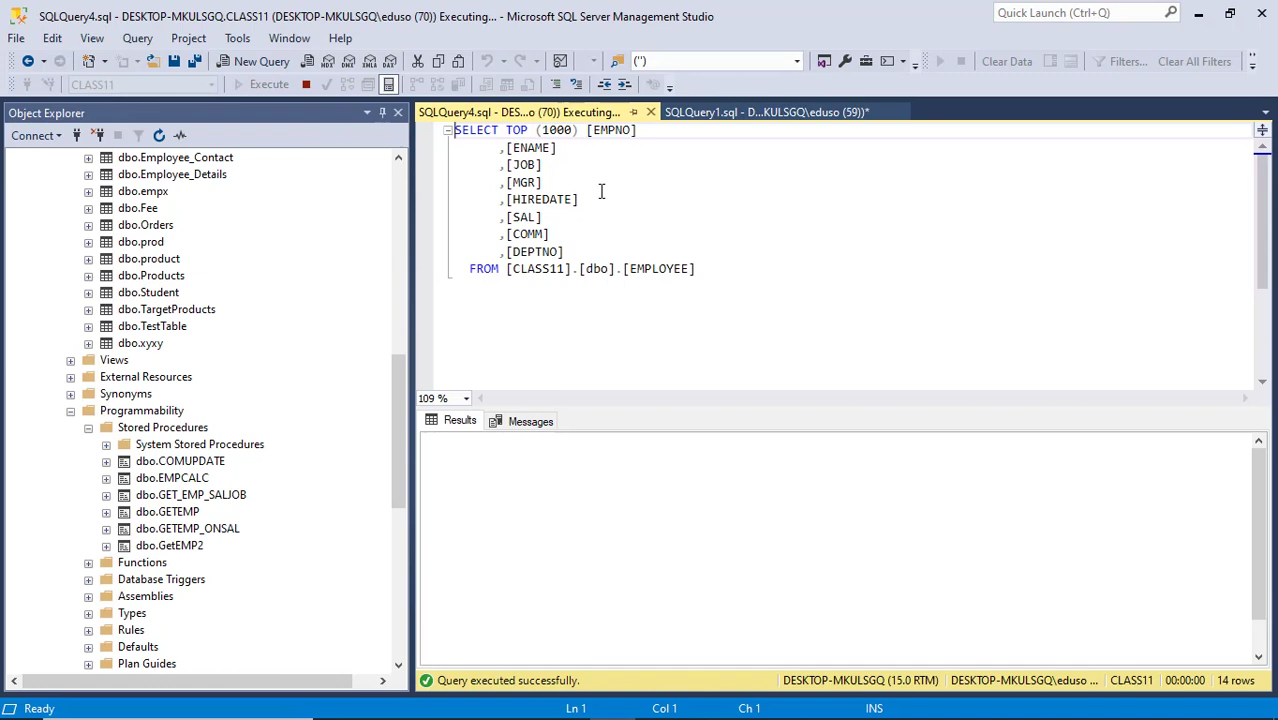 SQLQuery4.sql - DESKTOP-MKULSGQ.CLASS11 (DESKTOP-MKULSGQ\eduso (70)) Executing... - Microsoft SQL Server Management Studio
Quick Launch (Ctrl+Q)
File Edit View Query Project Tools Window Help
New Query
MDX
DMX
XMLA
DAX
('')
Clear Data
Filters...
Clear All Filters
CLASS11
Execute
Object Explorer
SQLQuery4.sql - DES...o (70)) Executing...
SQLQuery1.sql - D...KULSGQ\eduso (59))*
Connect
dbo.Employee_Contact
dbo.Employee_Details
dbo.empx
dbo.Fee
dbo.Orders
dbo.prod
dbo.product
dbo.Products
dbo.Student
dbo.TargetProducts
dbo.TestTable
dbo.xyxy
Views
External Resources
Synonyms
Programmability
Stored Procedures
System Stored Procedures
dbo.COMUPDATE
dbo.EMPCALC
dbo.GET_EMP_SALJOB
dbo.GETEMP
dbo.GETEMP_ONSAL
dbo.GetEMP2
Functions
Database Triggers
Assemblies
Types
Rules
Defaults
Plan Guides
SELECT TOP (1000) [EMPNO]
,[ENAME]
,[JOB]
,[MGR]
,[HIREDATE]
,[SAL]
,[COMM]
,[DEPTNO]
FROM [CLASS11].[dbo].[EMPLOYEE]
109 %
Results Messages
Query executed successfully.
DESKTOP-MKULSGQ (15.0 RTM)
DESKTOP-MKULSGQ\eduso ...
CLASS11
00:00:00
14 rows
Ready
Ln 1
Col 1
Ch 1
INS